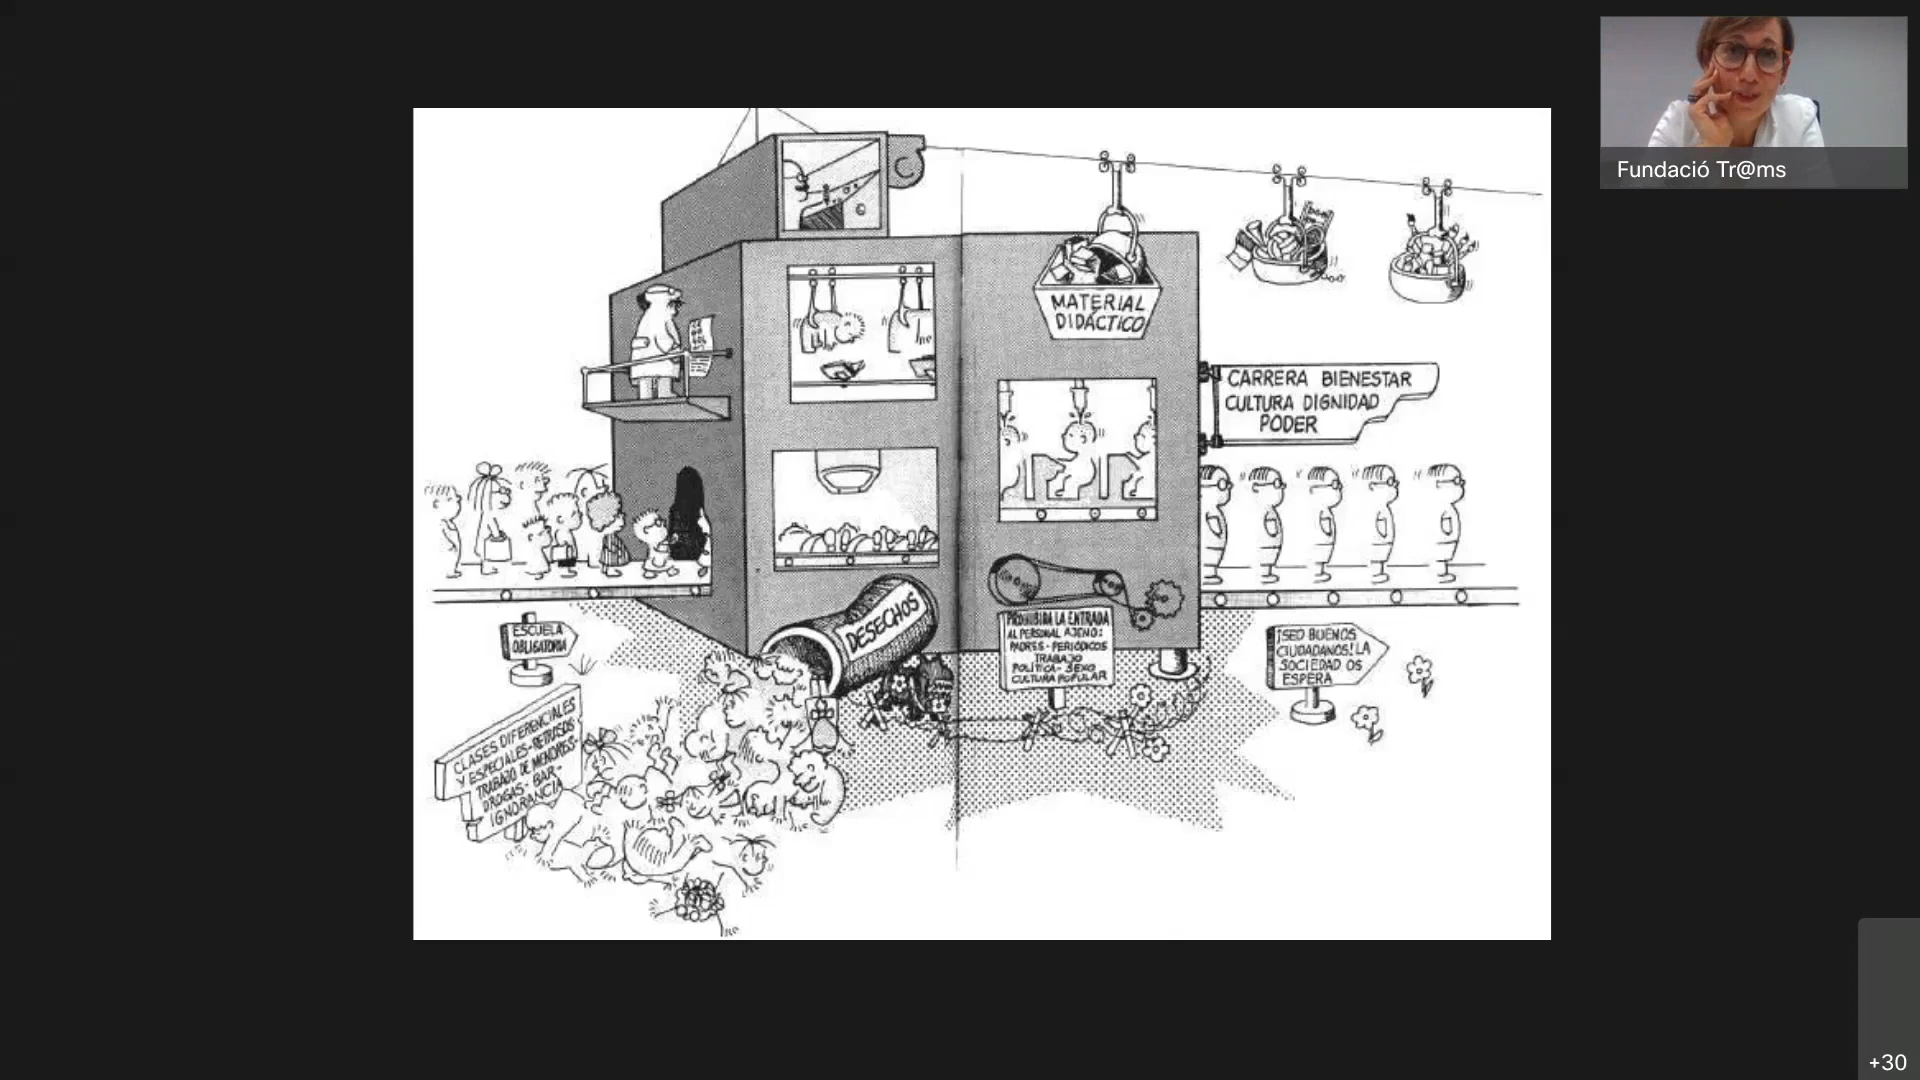 MATERIAL
DIDÁCTICO
CARRERA BIENESTAR
CULTURA DIGNIDAD
PODER
ESCUELA
OBLIGATORIA
DESECHOS
PROHIBIDA LA ENTRADA
AL PERSONAL AJENO:
PADRES - PERIÓDICOS
TRABAJO
POLÍTICA - SEXO
CULTURA POPULAR
¡SED BUENOS
CIUDADANOS! LA
SOCIEDAD OS
ESPERA
CLASES DIFERENCIALES
Y ESPECIALES - RETRASOS
TRABAJO DE MENORES -
DROGAS - BAR -
IGNORANCIA
Fundació Tr@ms
+30